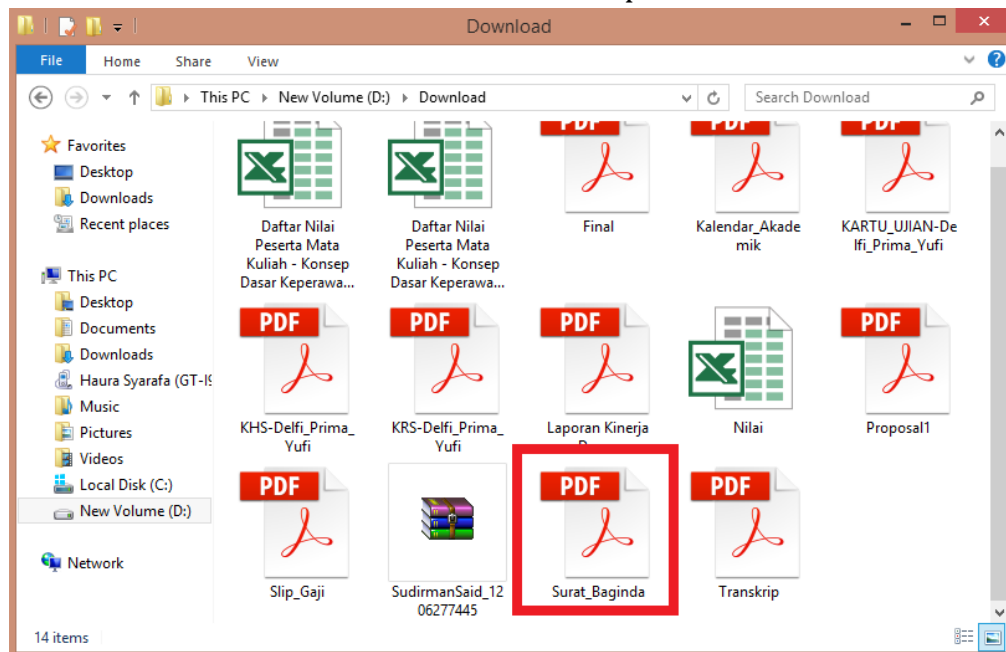 Download
File Home Share View
This PC New Volume (D:) Download
Search Download
Favorites
Desktop
Downloads
Recent places
This PC
Desktop
Documents
Downloads
Haura Syarafa (GT-I9
Music
Pictures
Videos
Local Disk (C:)
New Volume (D:)
Network
PDF PDF PDF
Daftar Nilai
Peserta Mata
Kuliah - Konsep
Dasar Keperawa...
Daftar Nilai
Peserta Mata
Kuliah - Konsep
Dasar Keperawa...
Final
Kalendar_Akade
mik
KARTU_UJIAN-De
lfi_Prima_Yufi
PDF PDF PDF PDF
KHS-Delfi_Prima_
Yufi
KRS-Delfi_Prima_
Yufi
Laporan Kinerja
Nilai
Proposal1
PDF PDF PDF
Slip_Gaji
SudirmanSaid_12
06277445
Surat_Baginda
Transkrip
14 items